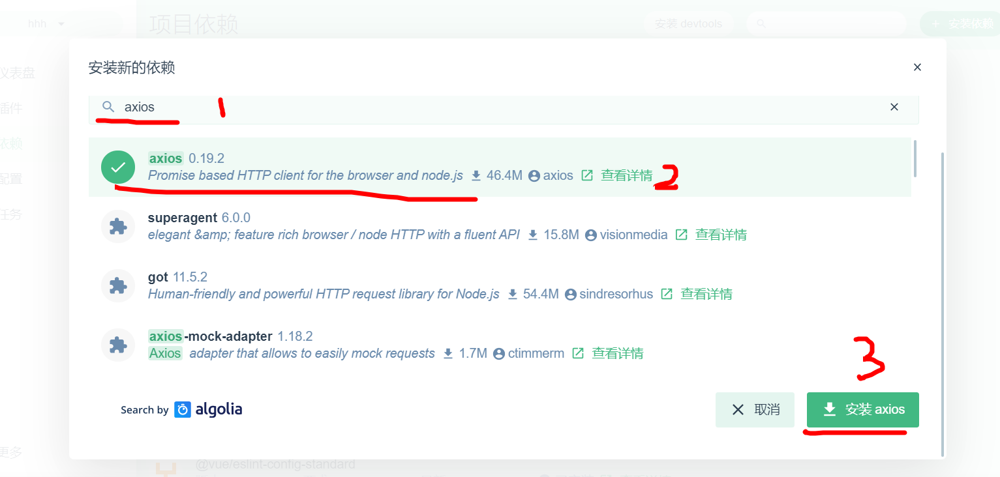 hhh
项目依赖
安装 devtools
+ 安装依赖
仪表盘
插件
依赖
配置
任务
更多
安装新的依赖
axios
1
axios 0.19.2
Promise based HTTP client for the browser and node.js 46.4M axios 查看详情
2
superagent 6.0.0
elegant &amp; feature rich browser / node HTTP with a fluent API 15.8M visionmedia 查看详情
got 11.5.2
Human-friendly and powerful HTTP request library for Node.js 54.4M sindresorhus 查看详情
axios-mock-adapter 1.18.2
Axios adapter that allows to easily mock requests 1.7M ctimmerm 查看详情
3
Search by algolia
取消
安装 axios
@vue/eslint-config-standard